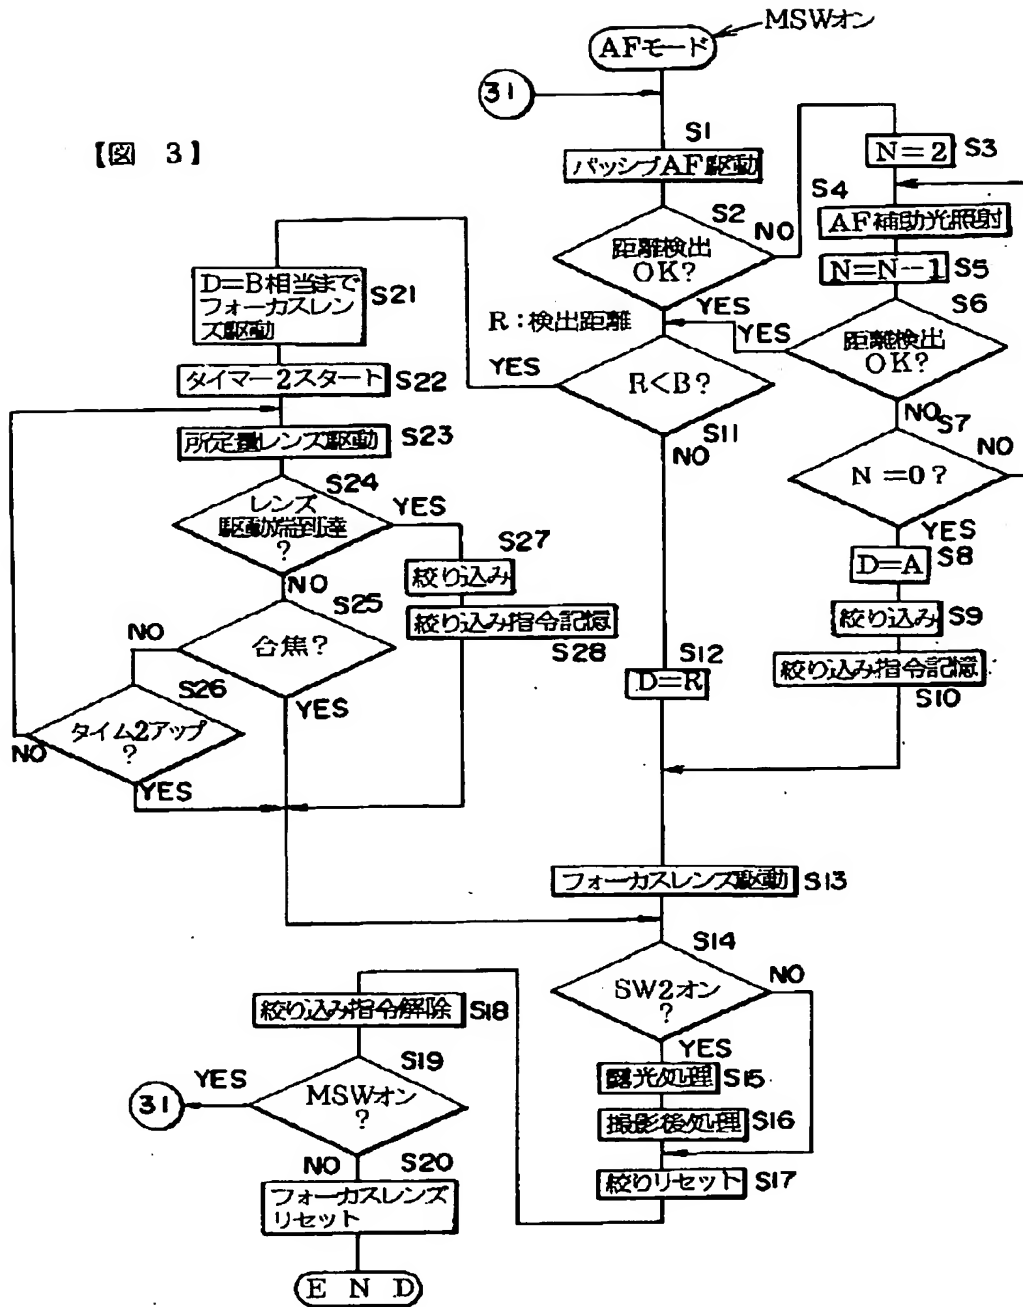 MSWオン
AFモード
31
【図 3】
S1
パッシブAF駆動
S2
距離検出
OK?
NO
YES
N=2
S3
S4
AF補助光照射
N=N-1
S5
S6
距離検出
OK?
YES
NO
S7
N=0?
NO
YES
S8
D=A
絞り込み
S9
絞り込み指令記憶
S10
R:検出距離
R<B?
YES
S11
NO
S12
D=R
D=B相当まで
フォーカスレン
ズ駆動
S21
タイマー2スタート
S22
所定量レンズ駆動
S23
S24
レンズ
駆動端到達
?
YES
NO
S27
絞り込み
絞り込み指令記憶
S28
S25
合焦?
NO
YES
S26
タイム2アップ
?
NO
YES
フォーカスレンズ駆動
S13
S14
SW2オン
?
NO
YES
露光処理
S15
撮影後処理
S16
絞りリセット
S17
絞り込み指令解除
S18
S19
MSWオン
?
YES
31
NO
S20
フォーカスレンズ
リセット
END